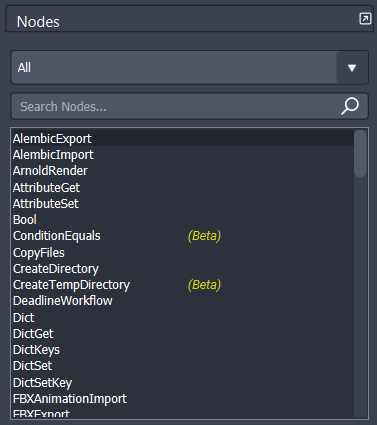 Nodes
All
Search Nodes...
AlembicExport
AlembicImport
ArnoldRender
AttributeGet
AttributeSet
Bool
ConditionEquals (Beta)
CopyFiles
CreateDirectory
CreateTempDirectory (Beta)
DeadlineWorkflow
Dict
DictGet
DictKeys
DictSet
DictSetKey
FBXAnimationImport
FBXExport